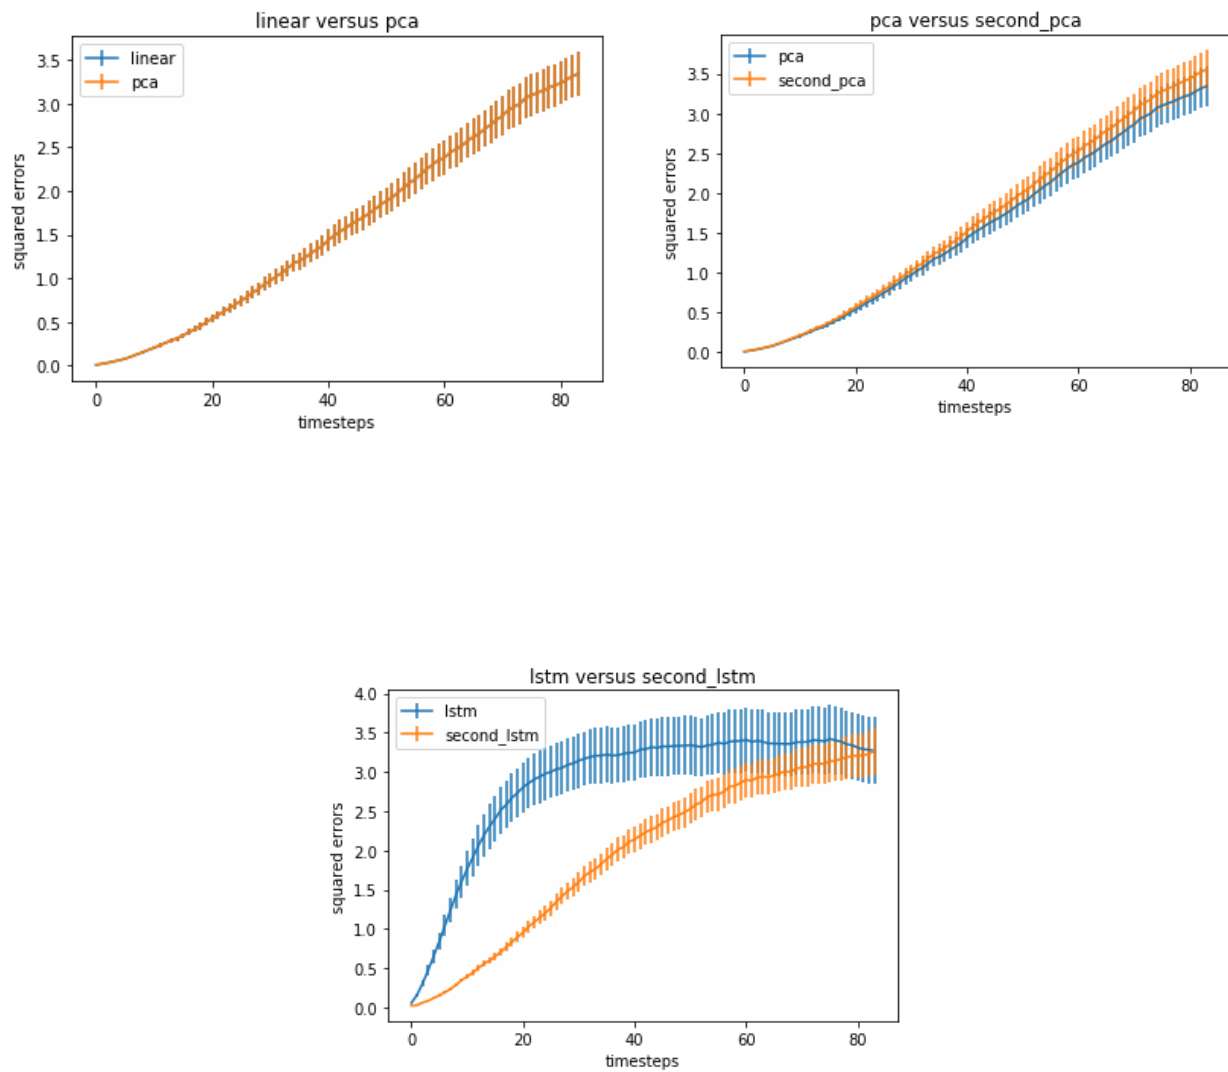 linear versus pca
linear
pca
3.5
3.0
2.5
2.0
1.5
1.0
0.5
0.0
squared errors
0 20 40 60 80
timesteps
pca versus second_pca
pca
second_pca
3.5
3.0
2.5
2.0
1.5
1.0
0.5
0.0
squared errors
0 20 40 60 80
timesteps
lstm versus second_lstm
lstm
second_lstm
4.0
3.5
3.0
2.5
2.0
1.5
1.0
0.5
0.0
squared errors
0 20 40 60 80
timesteps